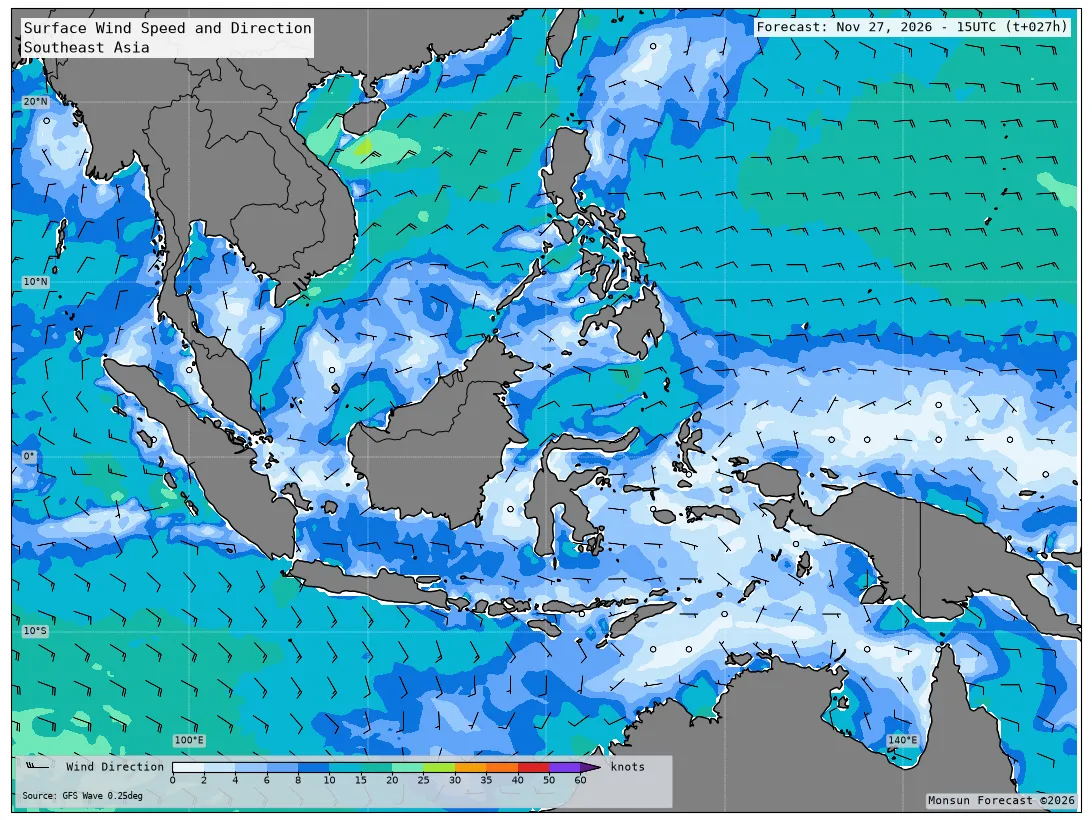 Surface Wind Speed and Direction
Southeast Asia
Forecast: Nov 27, 2026 - 15UTC (t+027h)
20°N
10°N
0°
10°S
100°E
140°E
Wind Direction
0 2 4 6 8 10 15 20 25 30 35 40 50 60
knots
Source: GFS Wave 0.25deg
Monsun Forecast ©2026